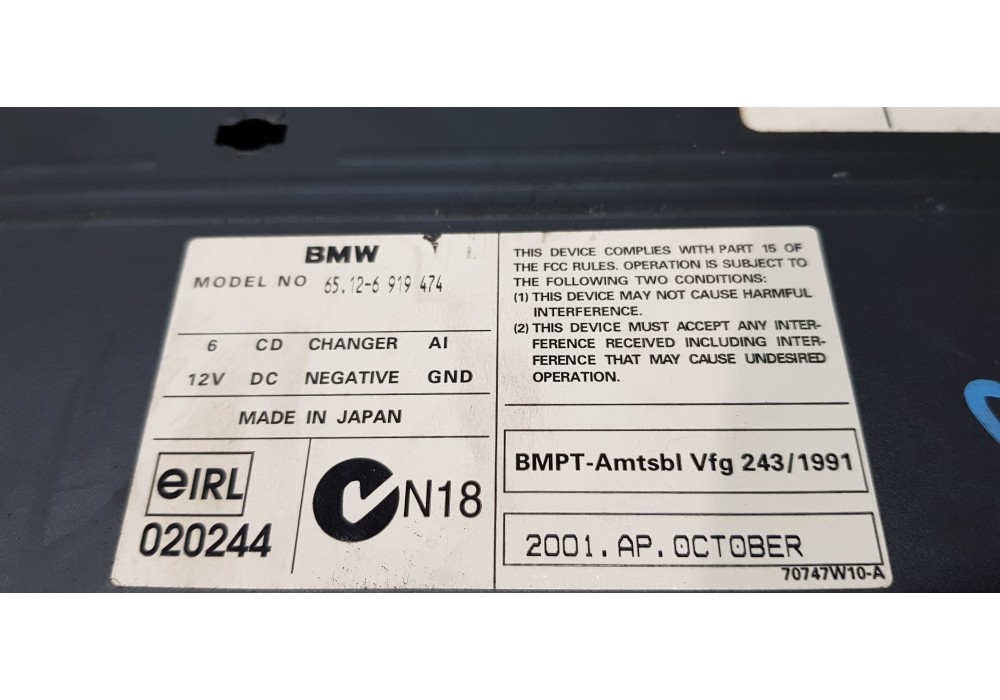 BMW
MODEL NO 65.12-6 919 474
6 CD CHANGER AI
12V DC NEGATIVE GND
MADE IN JAPAN
eIRL
020244
N18
THIS DEVICE COMPLIES WITH PART 15 OF
THE FCC RULES. OPERATION IS SUBJECT TO
THE FOLLOWING TWO CONDITIONS:
(1) THIS DEVICE MAY NOT CAUSE HARMFUL
INTERFERENCE.
(2) THIS DEVICE MUST ACCEPT ANY INTER-
FERENCE RECEIVED INCLUDING INTER-
FERENCE THAT MAY CAUSE UNDESIRED
OPERATION.
BMPT-Amtsbl Vfg 243/1991
2001.AP.OCTOBER
70747W10-A